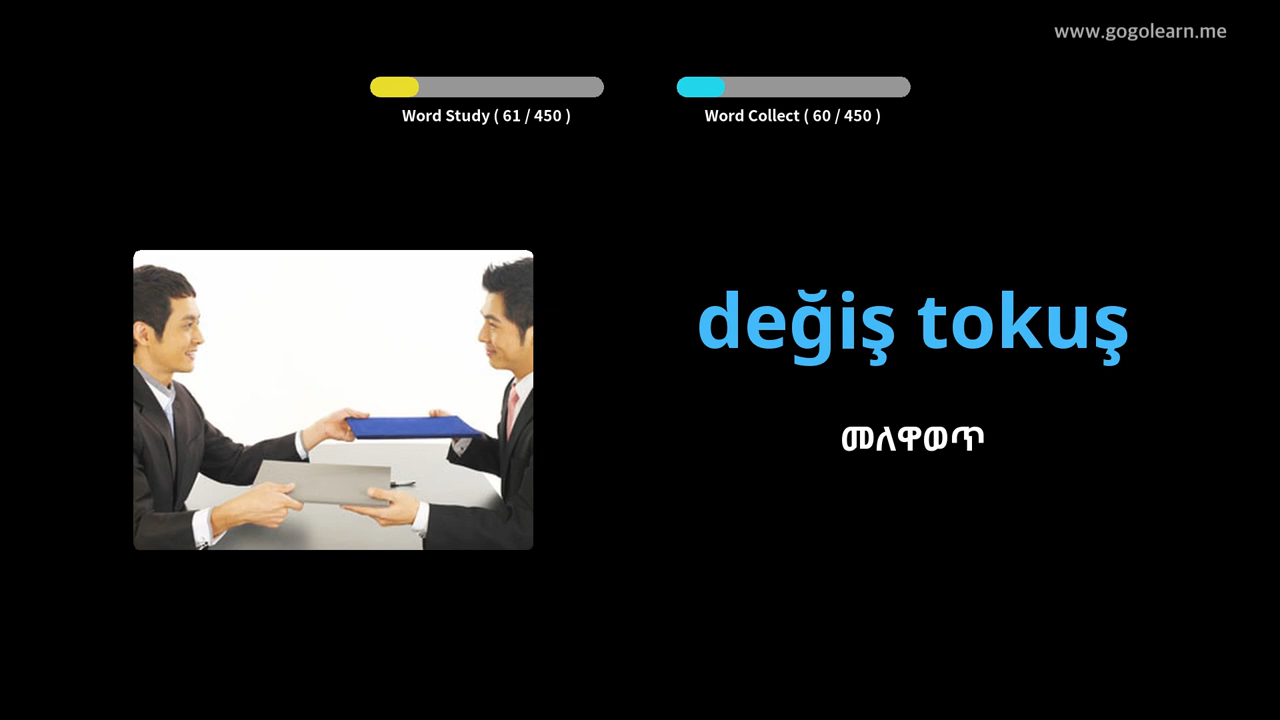 www.gogolearn.me
Word Study ( 61 / 450 )
Word Collect ( 60 / 450 )
değiş tokuş
መለዋወጥ